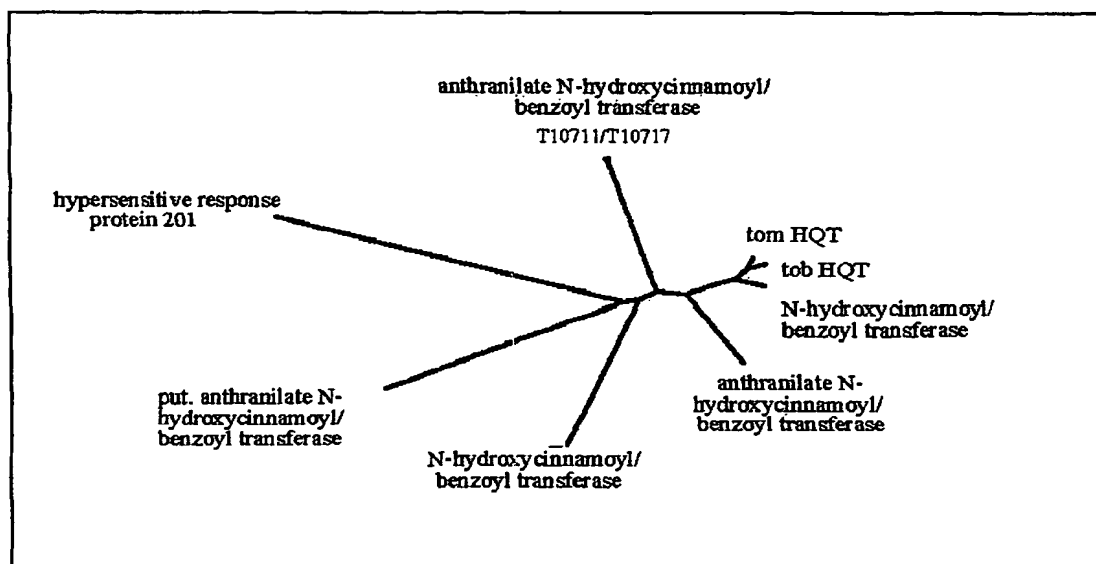 anthranilate N-hydroxycinnamoyl/
benzoyl transferase
T10711/T10717
hypersensitive response
protein 201
tom HQT
tob HQT
N-hydroxycinnamoyl/
benzoyl transferase
anthranilate N-
hydroxycinnamoyl/
benzoyl transferase
put. anthranilate N-
hydroxycinnamoyl/
benzoyl transferase
N-hydroxycinnamoyl/
benzoyl transferase